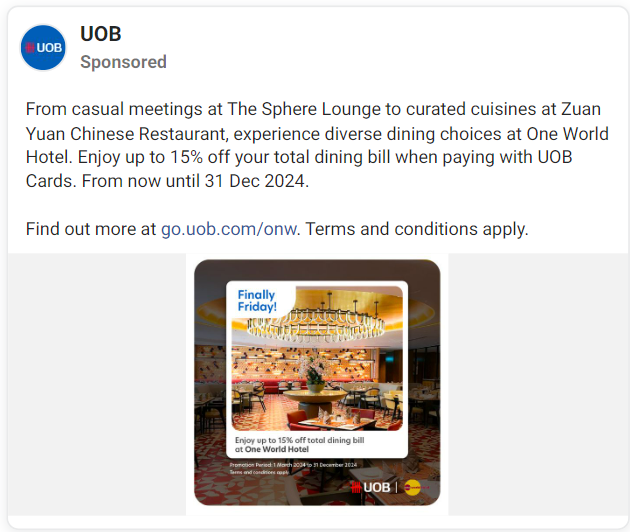 UOB
UOB
Sponsored
From casual meetings at The Sphere Lounge to curated cuisines at Zuan
Yuan Chinese Restaurant, experience diverse dining choices at One World
Hotel. Enjoy up to 15% off your total dining bill when paying with UOB
Cards. From now until 31 Dec 2024.
Find out more at go.uob.com/onw. Terms and conditions apply.
Finally
Friday!
Enjoy up to 15% off total dining bill
at One World Hotel
Promotion Period: 1 March 2024 to 31 December 2024
Terms and conditions apply
UOB